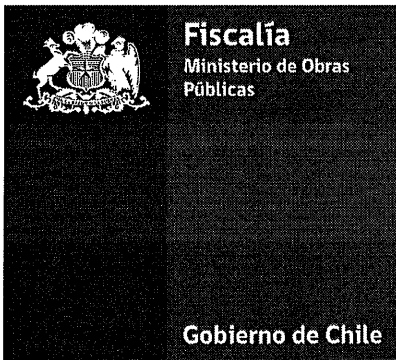 Fiscalía
Ministerio de Obras
Públicas
Gobierno de Chile